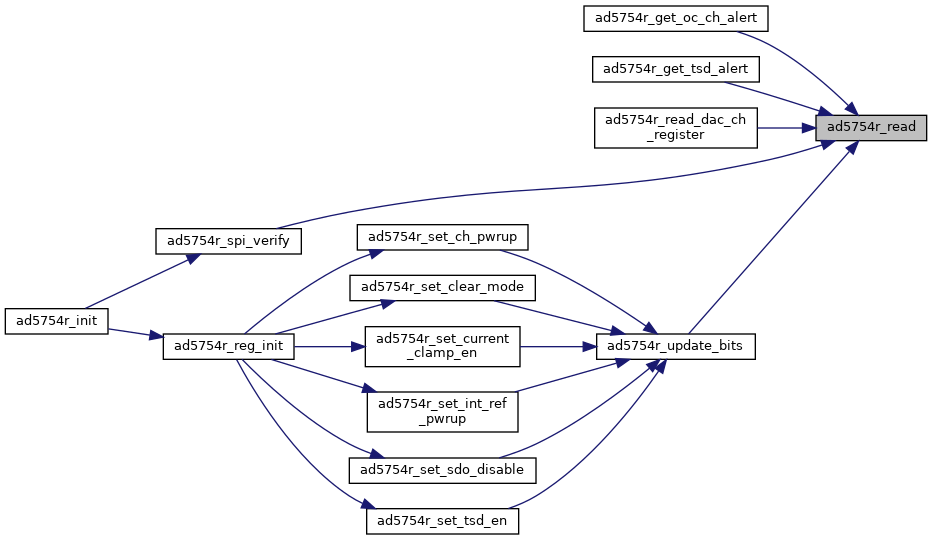 ad5754r_get_oc_ch_alert
ad5754r_get_tsd_alert
ad5754r_read_dac_ch
_register
ad5754r_read
ad5754r_spi_verify
ad5754r_set_ch_pwrup
ad5754r_set_clear_mode
ad5754r_init
ad5754r_reg_init
ad5754r_set_current
_clamp_en
ad5754r_update_bits
ad5754r_set_int_ref
_pwrup
ad5754r_set_sdo_disable
ad5754r_set_tsd_en